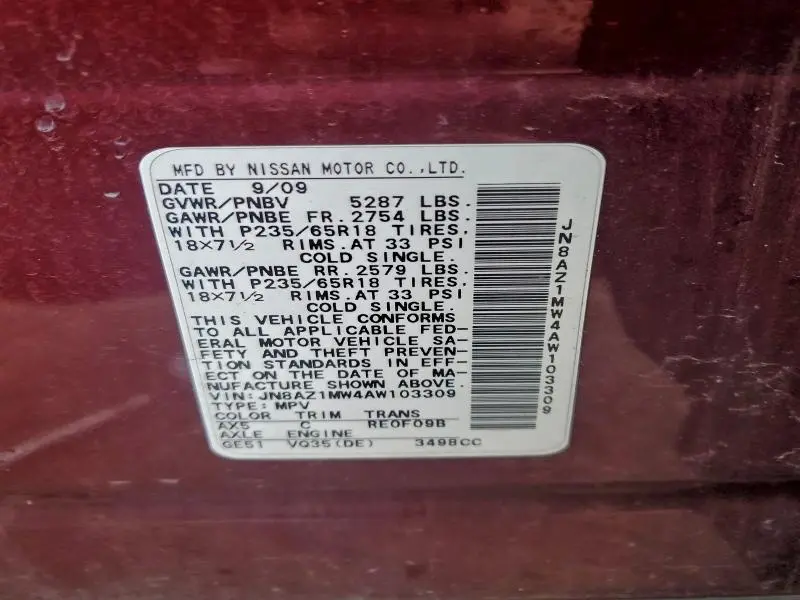 MFD BY NISSAN MOTOR CO.,LTD.
DATE 9/09
GVWR/PNBV 5287 LBS.
GAWR/PNBE FR.2754 LBS.
WITH P235/65R18 TIRES.
18X7½ RIMS.AT 33 PSI
COLD SINGLE.
GAWR/PNBE RR.2579 LBS.
WITH P235/65R18 TIRES.
18X7½ RIMS.AT 33 PSI
COLD SINGLE.
THIS VEHICLE CONFORMS
TO ALL APPLICABLE FED-
ERAL MOTOR VEHICLE SA-
FETY AND THEFT PREVEN-
TION STANDARDS IN EFF-
ECT ON THE DATE OF MA-
NUFACTURE SHOWN ABOVE.
VIN:JN8AZ1MW4AW103309
TYPE:MPV
COLOR TRIM TRANS
AX5 C RE0F09B
AXLE ENGINE
GE51 VQ35(DE) 3498CC
JN8AZ1MW4AW103309